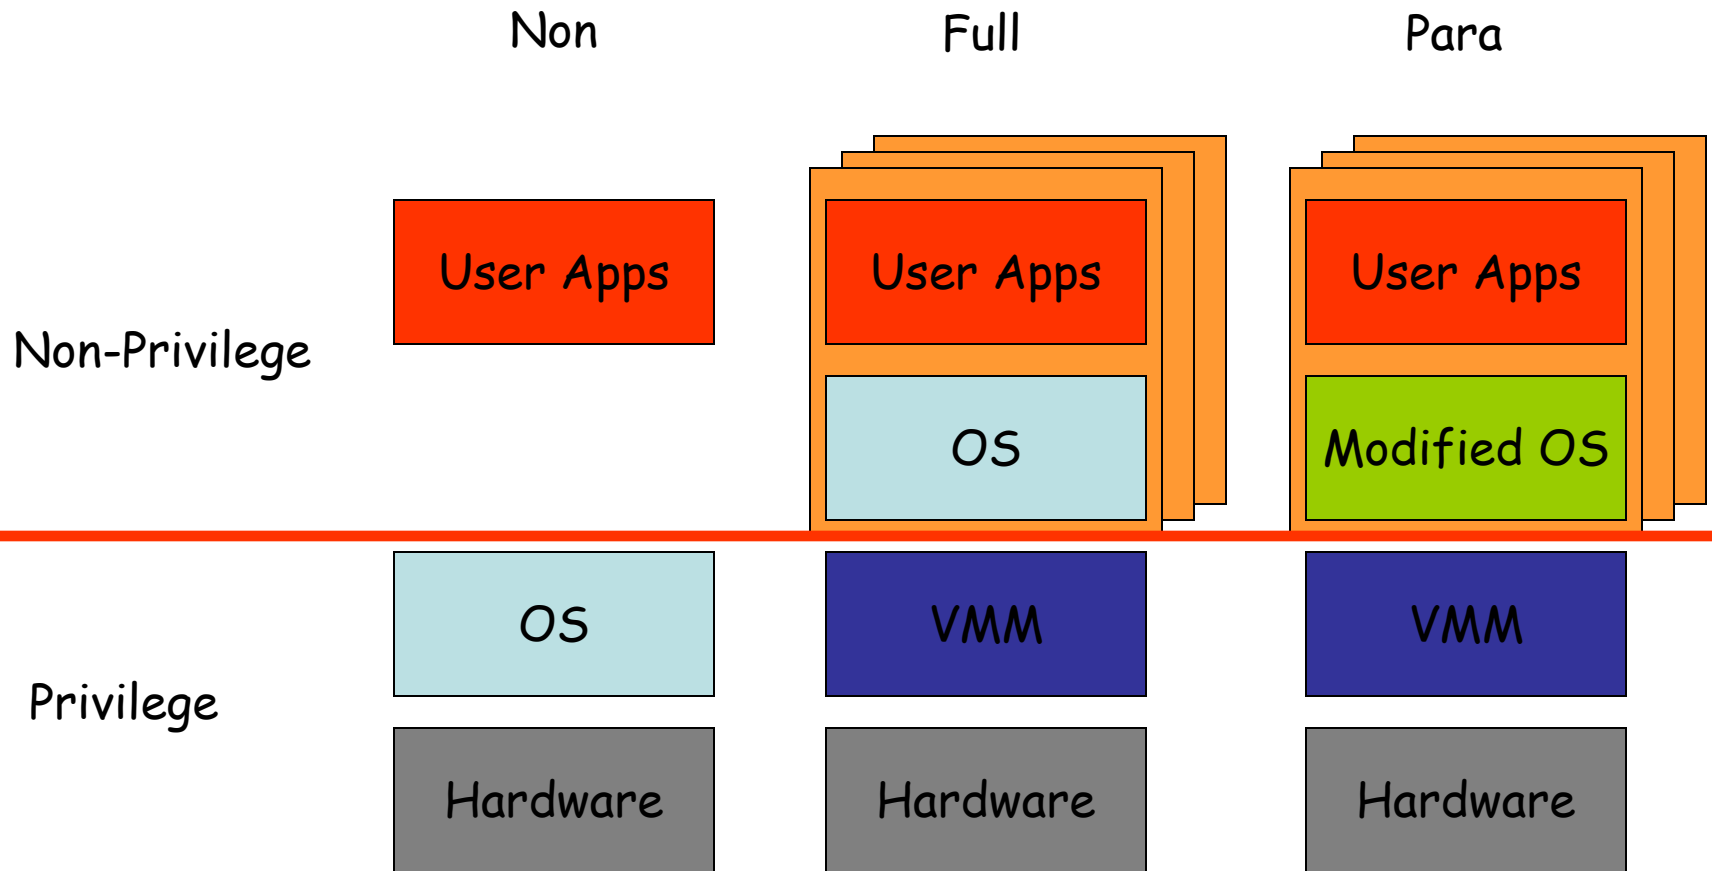 Non Full Para
User Apps User Apps User Apps
Non-Privilege
OS Modified OS
OS VMM VMM
Privilege
Hardware Hardware Hardware